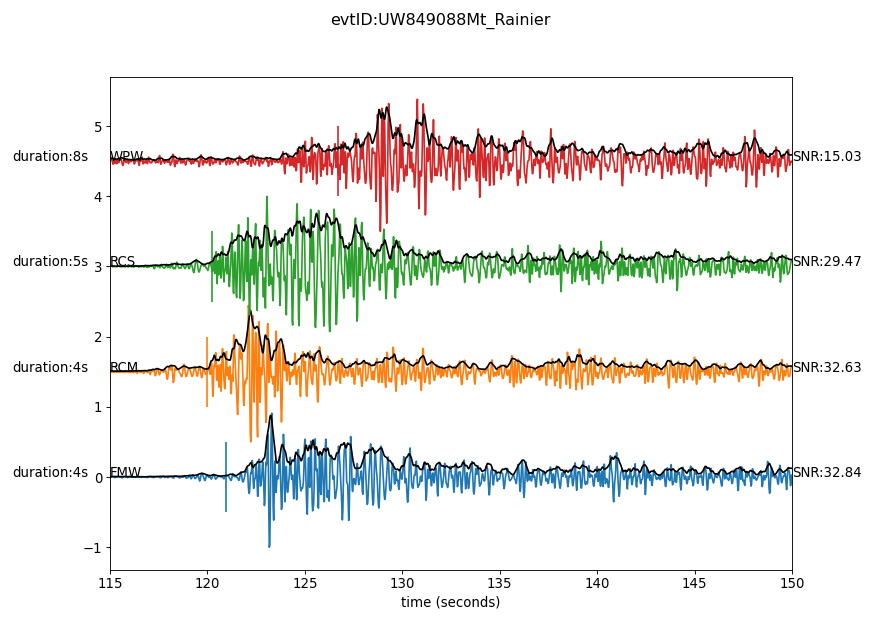 evtID:UW849088Mt_Rainier
5
duration:8s WPW SNR:15.03
4
duration:5s 3 RCS SNR:29.47
2
duration:4s RCM SNR:32.63
1
duration:4s 0 FMW SNR:32.84
−1
115 120 125 130 135 140 145 150
time (seconds)